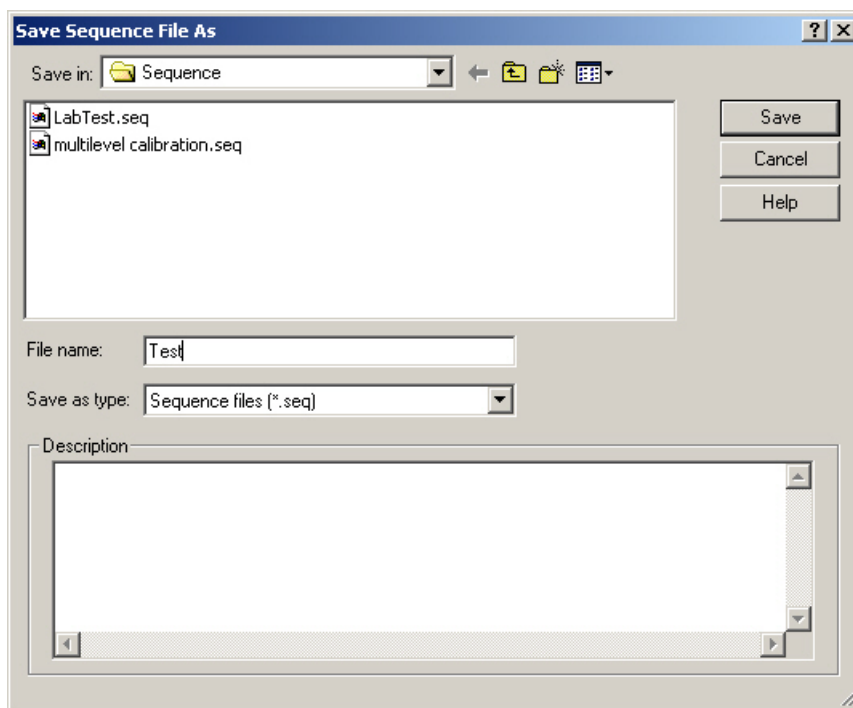 Save Sequence File As
Save in: Sequence
LabTest.seq
multilevel calibration.seq
Save
Cancel
Help
File name: Test
Save as type: Sequence files (*.seq)
Description